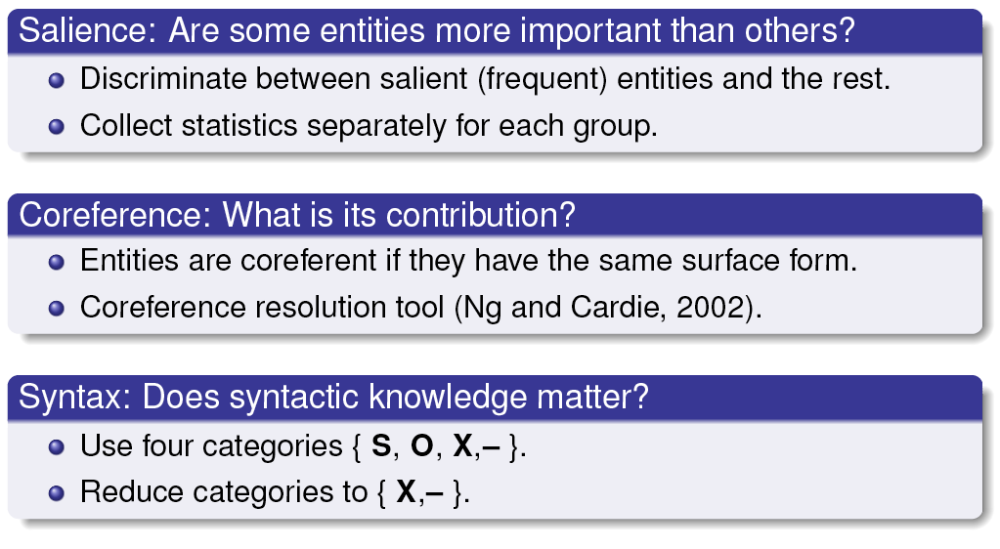 Salience: Are some entities more important than others?
Discriminate between salient (frequent) entities and the rest.
Collect statistics separately for each group.
Coreference: What is its contribution?
Entities are coreferent if they have the same surface form.
Coreference resolution tool (Ng and Cardie, 2002).
Syntax: Does syntactic knowledge matter?
Use four categories { S, O, X,– }.
Reduce categories to { X,– }.